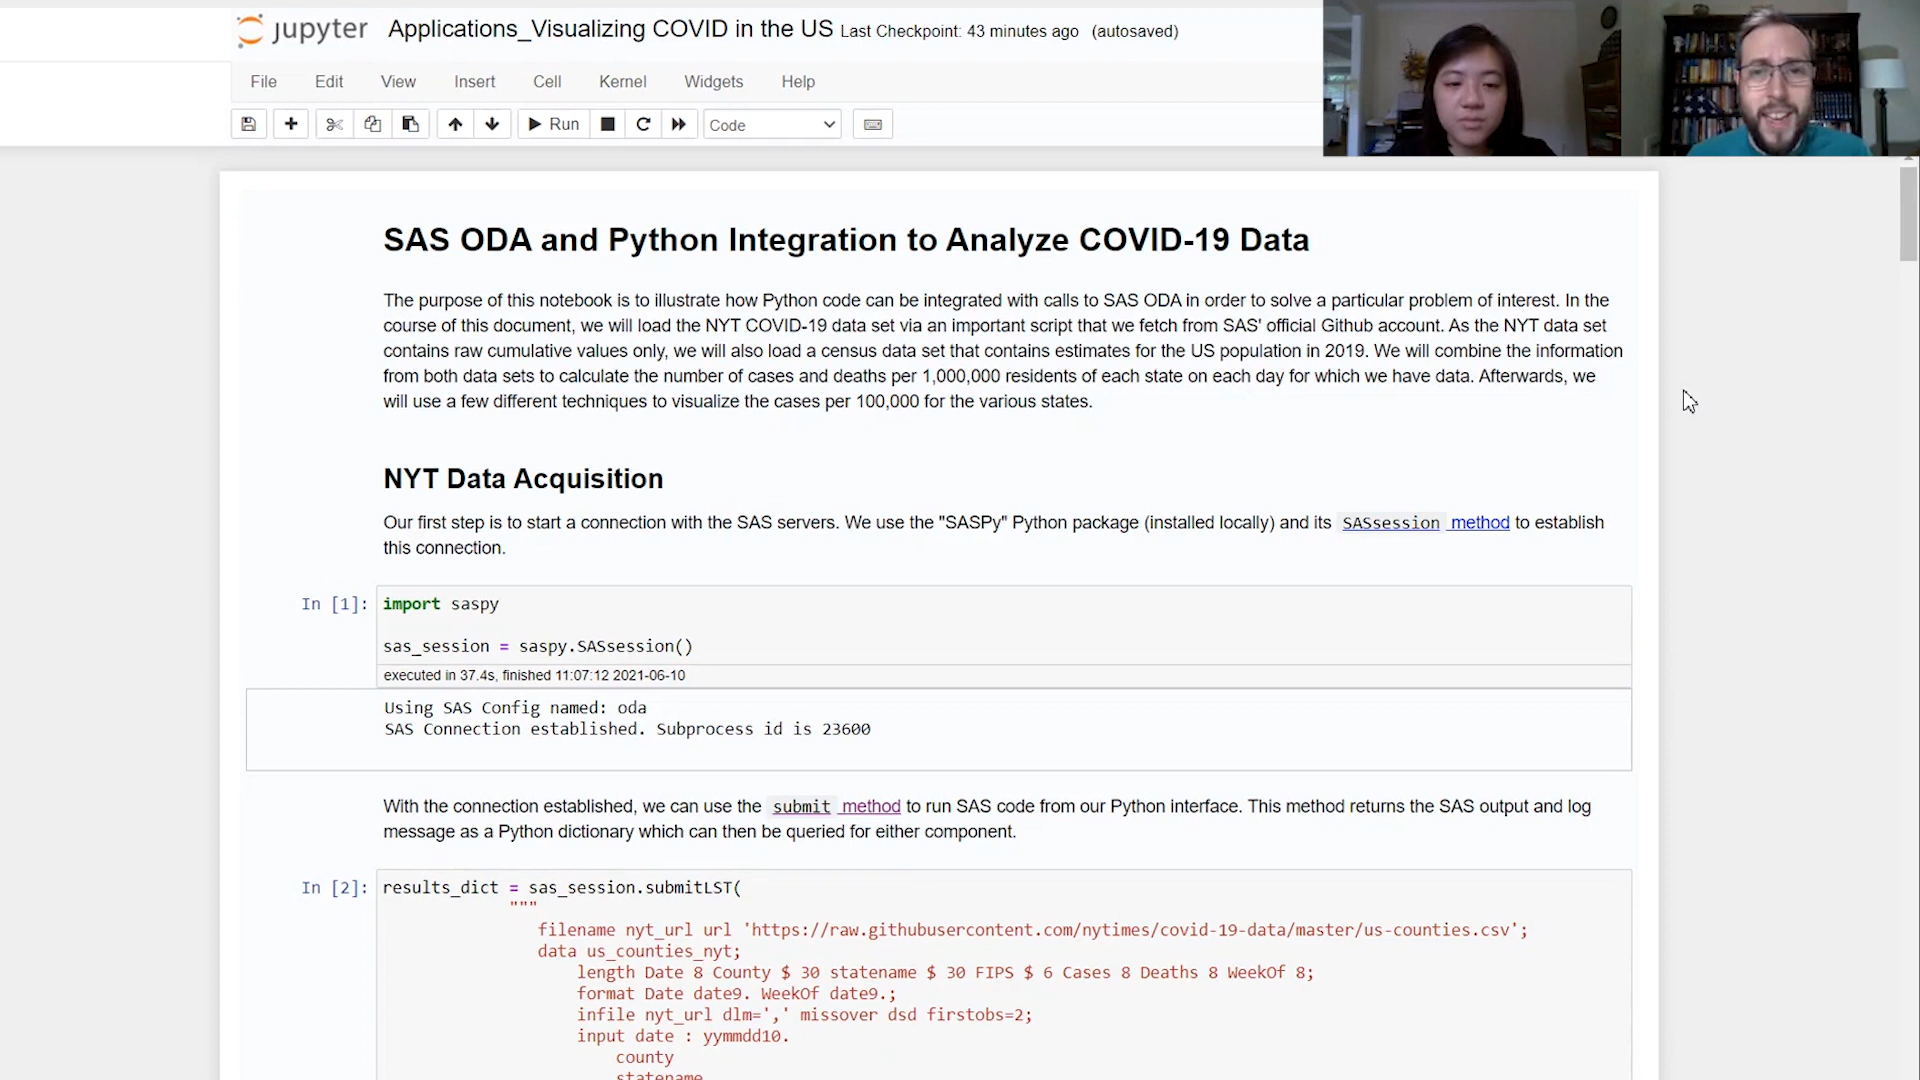 jupyter Applications_Visualizing COVID in the US Last Checkpoint: 43 minutes ago (autosaved)
File Edit View Insert Cell Kernel Widgets Help
Run Code
SAS ODA and Python Integration to Analyze COVID-19 Data
The purpose of this notebook is to illustrate how Python code can be integrated with calls to SAS ODA in order to solve a particular problem of interest. In the
course of this document, we will load the NYT COVID-19 data set via an important script that we fetch from SAS' official Github account. As the NYT data set
contains raw cumulative values only, we will also load a census data set that contains estimates for the US population in 2019. We will combine the information
from both data sets to calculate the number of cases and deaths per 1,000,000 residents of each state on each day for which we have data. Afterwards, we
will use a few different techniques to visualize the cases per 100,000 for the various states.
NYT Data Acquisition
Our first step is to start a connection with the SAS servers. We use the "SASPy" Python package (installed locally) and its SASsession method to establish
this connection.
In [1]: import saspy
sas_session = saspy.SASsession()
executed in 37.4s, finished 11:07:12 2021-06-10
Using SAS Config named: oda
SAS Connection established. Subprocess id is 23600
With the connection established, we can use the submit method to run SAS code from our Python interface. This method returns the SAS output and log
message as a Python dictionary which can then be queried for either component.
In [2]: results_dict = sas_session.submitLST(
"""
filename nyt_url url 'https://raw.githubusercontent.com/nytimes/covid-19-data/master/us-counties.csv';
data us_counties_nyt;
length Date 8 County $ 30 statename $ 30 FIPS $ 6 Cases 8 Deaths 8 WeekOf 8;
format Date date9. WeekOf date9.;
infile nyt_url dlm=',' missover dsd firstobs=2;
input date : yymmdd10.
county
statename